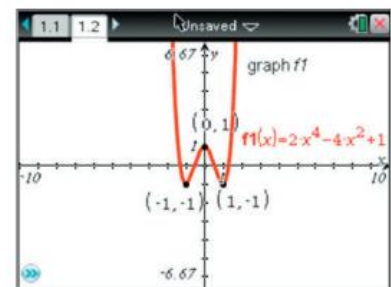 1.1 1.2 Unsaved
6.67 y
graph f1
(0,1)
1
f1(x)=2·x⁴-4·x²+1
x
-10 1 10
(-1,-1) (1,-1)
-6.67